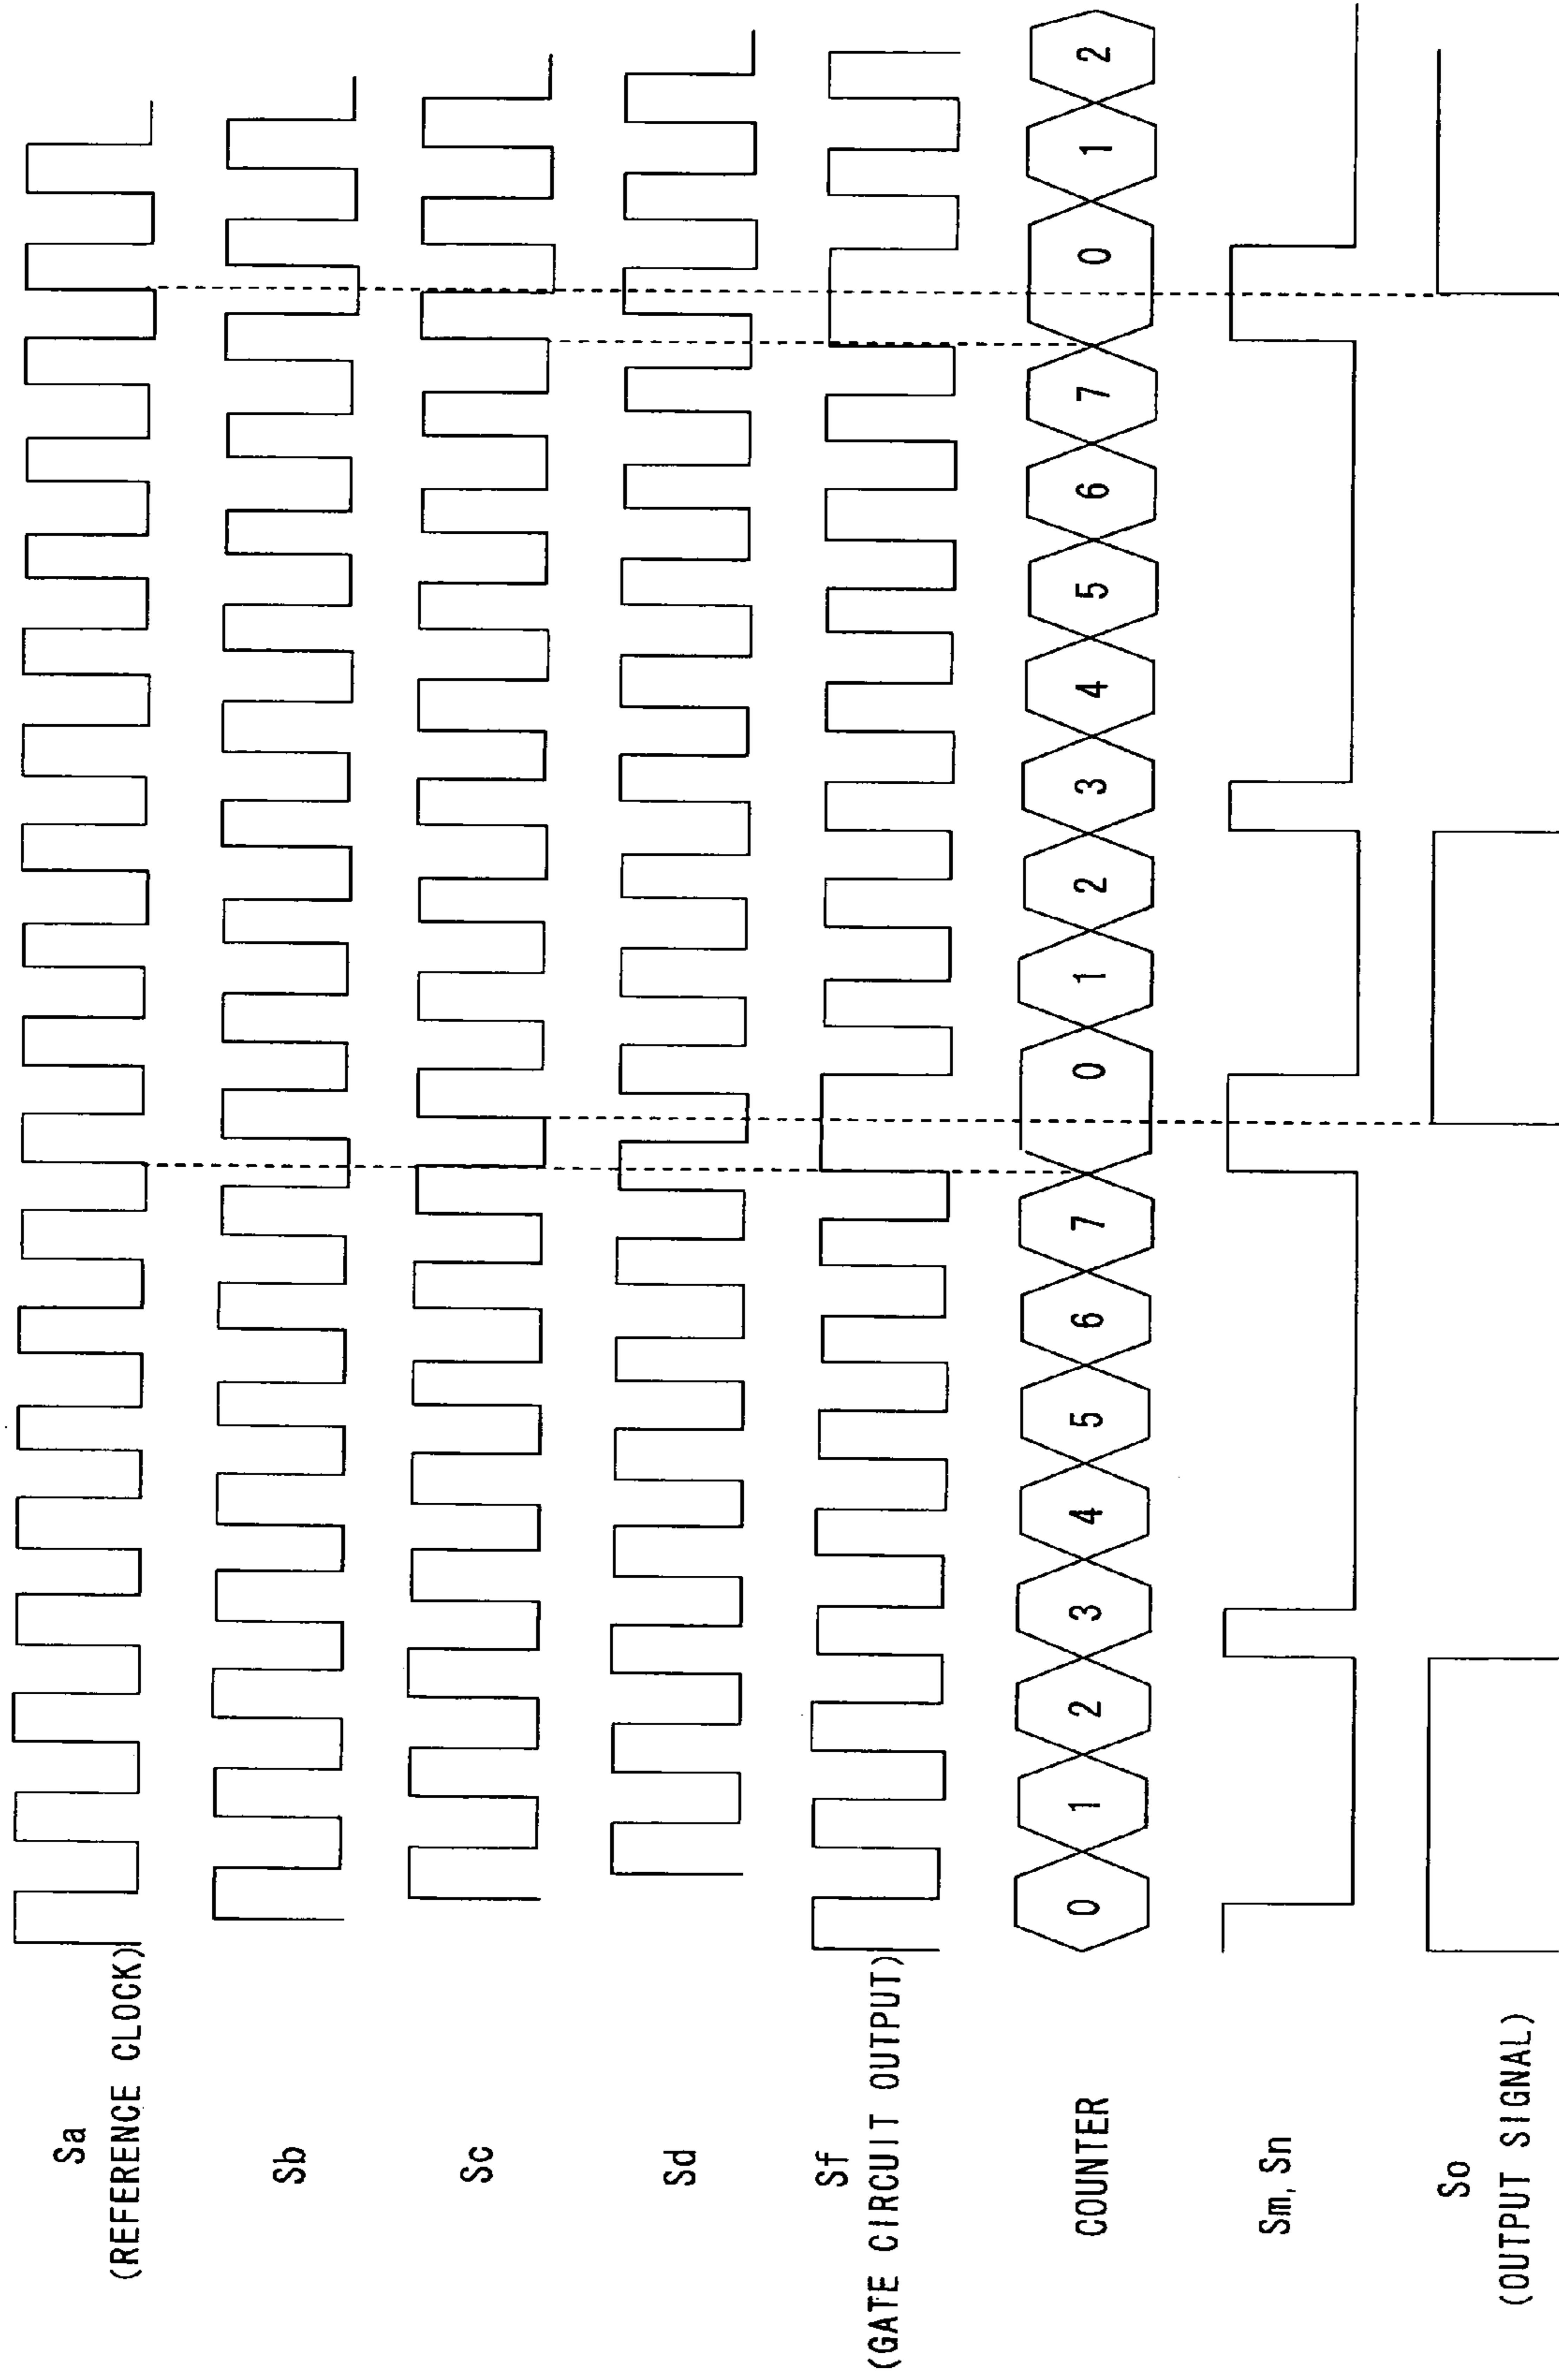 Sa
(REFERENCE CLOCK)
Sb
Sc
Sd
Sf
(GATE CIRCUIT OUTPUT)
COUNTER
0 1 2 3 4 5 6 7 0 1 2 3 4 5 6 7 0 1 2
Sm, Sn
So
(OUTPUT SIGNAL)